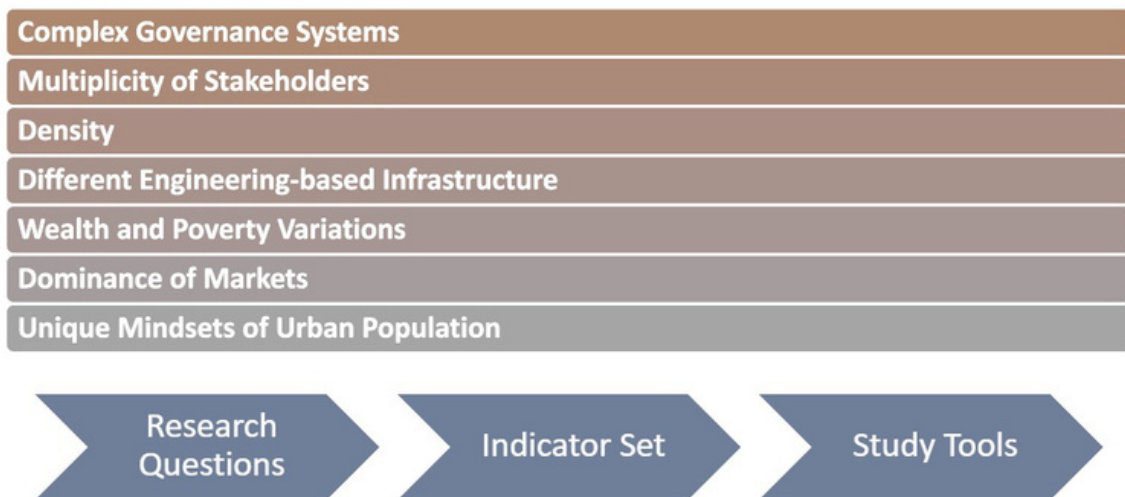 Complex Governance Systems
Multiplicity of Stakeholders
Density
Different Engineering-based Infrastructure
Wealth and Poverty Variations
Dominance of Markets
Unique Mindsets of Urban Population
Research
Questions
Indicator Set
Study Tools